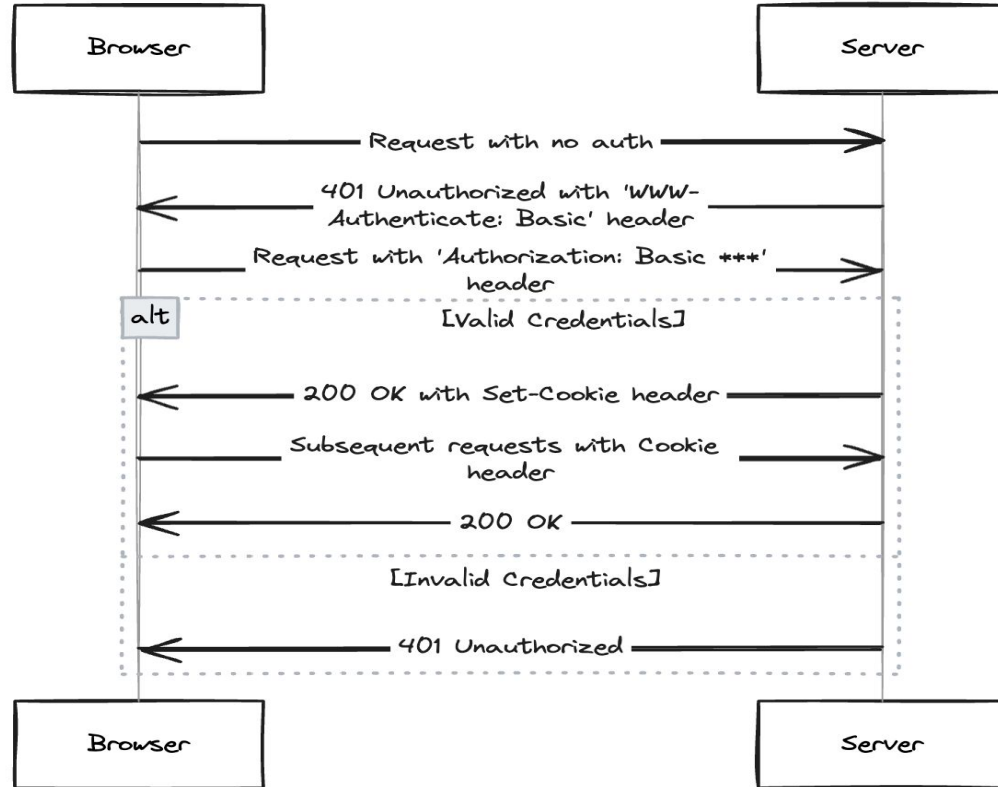 Browser
Server
Request with no auth
401 Unauthorized with 'WWW-
Authenticate: Basic' header
Request with 'Authorization: Basic ***'
header
alt
[Valid Credentials]
200 OK with Set-Cookie header
Subsequent requests with Cookie
header
200 OK
[Invalid Credentials]
401 Unauthorized
Browser
Server